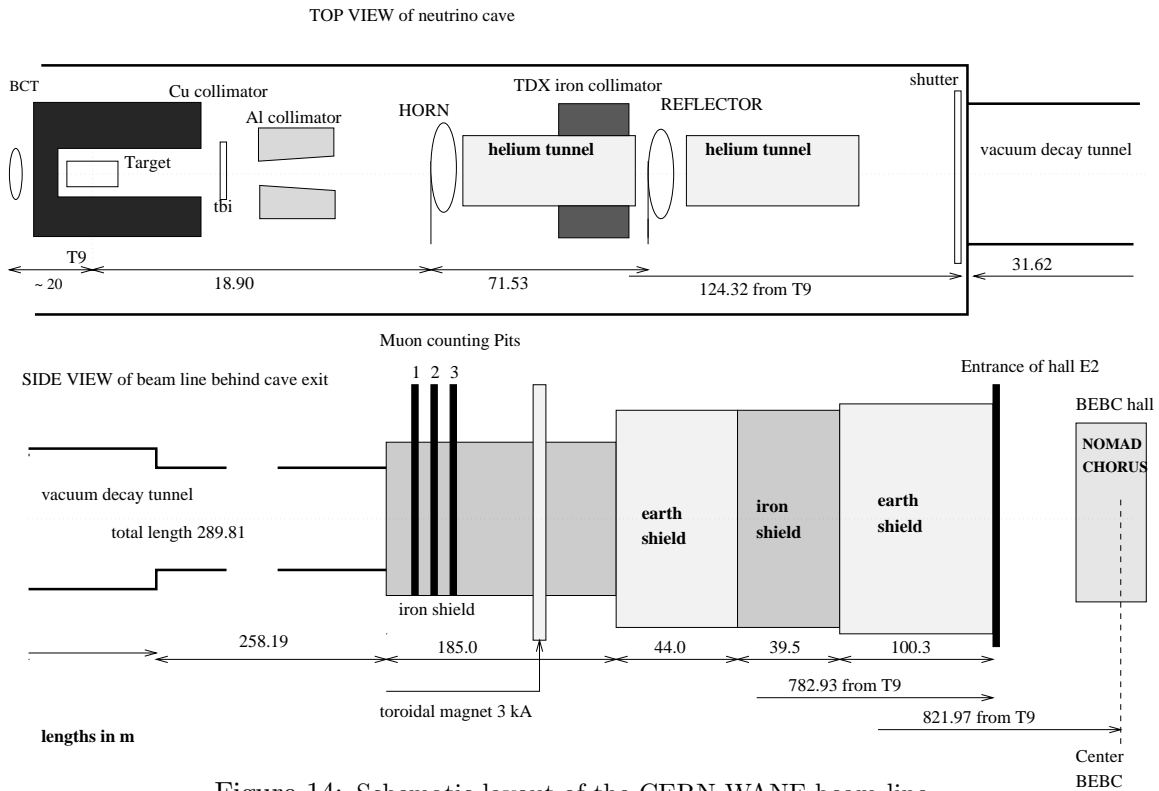 TOP VIEW of neutrino cave
BCT
Cu collimator
Al collimator
Target
tbi
HORN
TDX iron collimator
REFLECTOR
shutter
helium tunnel
helium tunnel
vacuum decay tunnel
T9
~ 20
18.90
71.53
124.32 from T9
31.62
Muon counting Pits
1 2 3
SIDE VIEW of beam line behind cave exit
Entrance of hall E2
BEBC hall
NOMAD
CHORUS
vacuum decay tunnel
total length 289.81
earth
shield
iron
shield
earth
shield
iron shield
258.19
185.0
44.0
39.5
100.3
782.93 from T9
toroidal magnet 3 kA
821.97 from T9
lengths in m
Center
BEBC
Figure 14: Schematic layout of the CERN WANF beam line